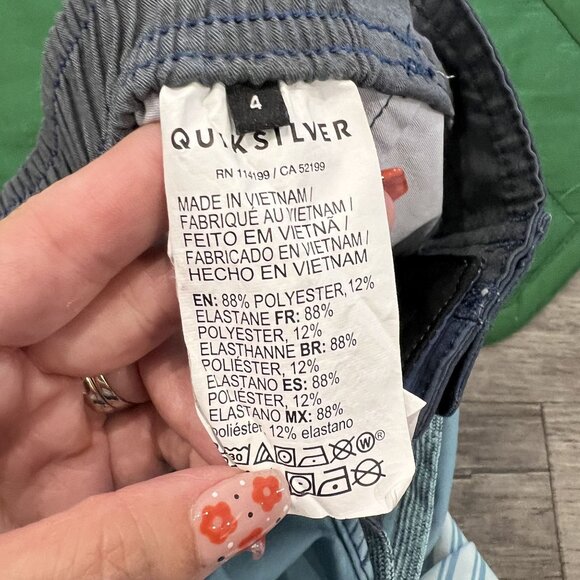 4
QUIKSILVER
RN 114199 / CA 52199
MADE IN VIETNAM/
FABRIQUÉ AU VIETNAM/
FEITO EM VIETNÃ/
FABRICADO EN VIETNAM/
HECHO EN VIETNAM
EN: 88% POLYESTER, 12%
ELASTANE FR: 88%
POLYESTER, 12%
ELASTHANNE BR: 88%
POLIÉSTER, 12%
ELASTANO ES: 88%
POLIÉSTER, 12%
ELASTANO MX: 88%
poliéster, 12% elastano
30 W